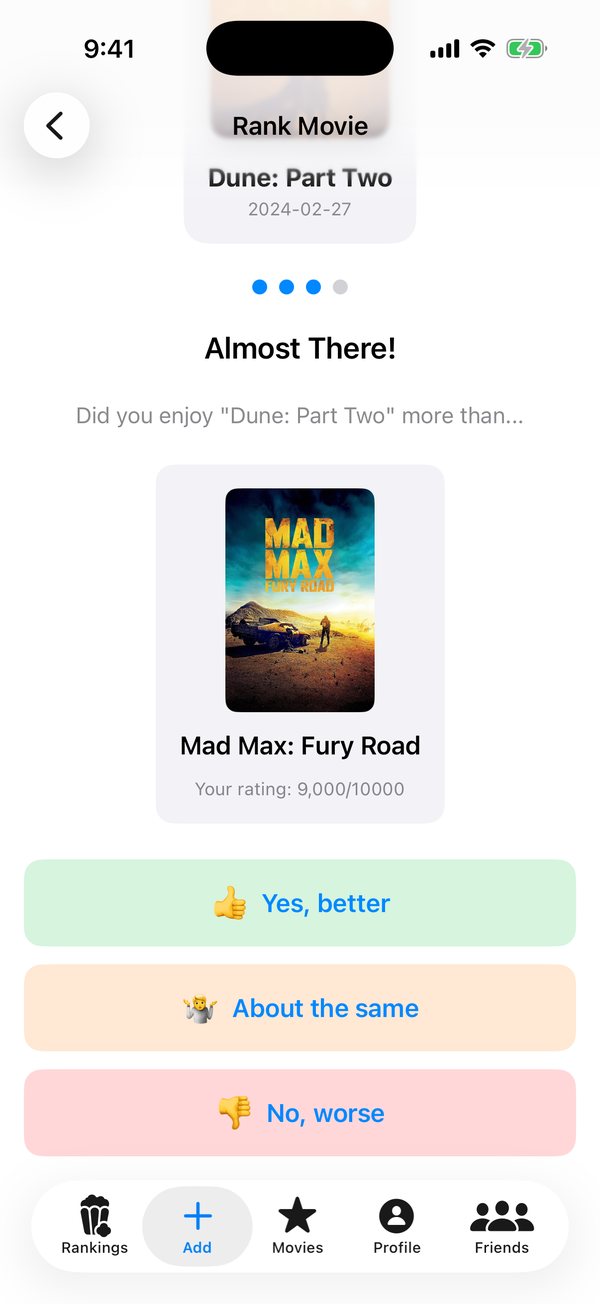 9:41
Rank Movie
Dune: Part Two
2024-02-27
Almost There!
Did you enjoy "Dune: Part Two" more than...
MAD
MAX
FURY ROAD
Mad Max: Fury Road
Your rating: 9,000/10000
👍 Yes, better
🤷 About the same
👎 No, worse
Rankings
Add
Movies
Profile
Friends